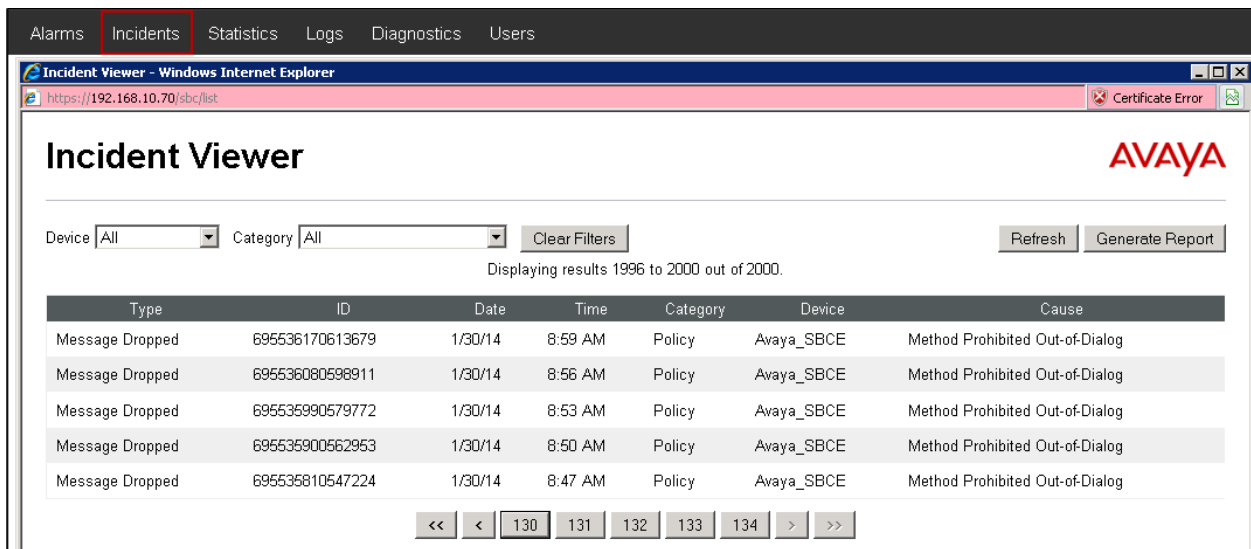 Alarms Incidents Statistics Logs Diagnostics Users
Incident Viewer - Windows Internet Explorer
https://192.168.10.70/sbc/list Certificate Error
Incident Viewer AVAYA
Device All Category All Clear Filters Refresh Generate Report
Displaying results 1996 to 2000 out of 2000.
Type ID Date Time Category Device Cause
Message Dropped 695536170613679 1/30/14 8:59 AM Policy Avaya_SBCE Method Prohibited Out-of-Dialog
Message Dropped 695536080598911 1/30/14 8:56 AM Policy Avaya_SBCE Method Prohibited Out-of-Dialog
Message Dropped 695535990579772 1/30/14 8:53 AM Policy Avaya_SBCE Method Prohibited Out-of-Dialog
Message Dropped 695535900562953 1/30/14 8:50 AM Policy Avaya_SBCE Method Prohibited Out-of-Dialog
Message Dropped 695535810547224 1/30/14 8:47 AM Policy Avaya_SBCE Method Prohibited Out-of-Dialog
<< < 130 131 132 133 134 > >>